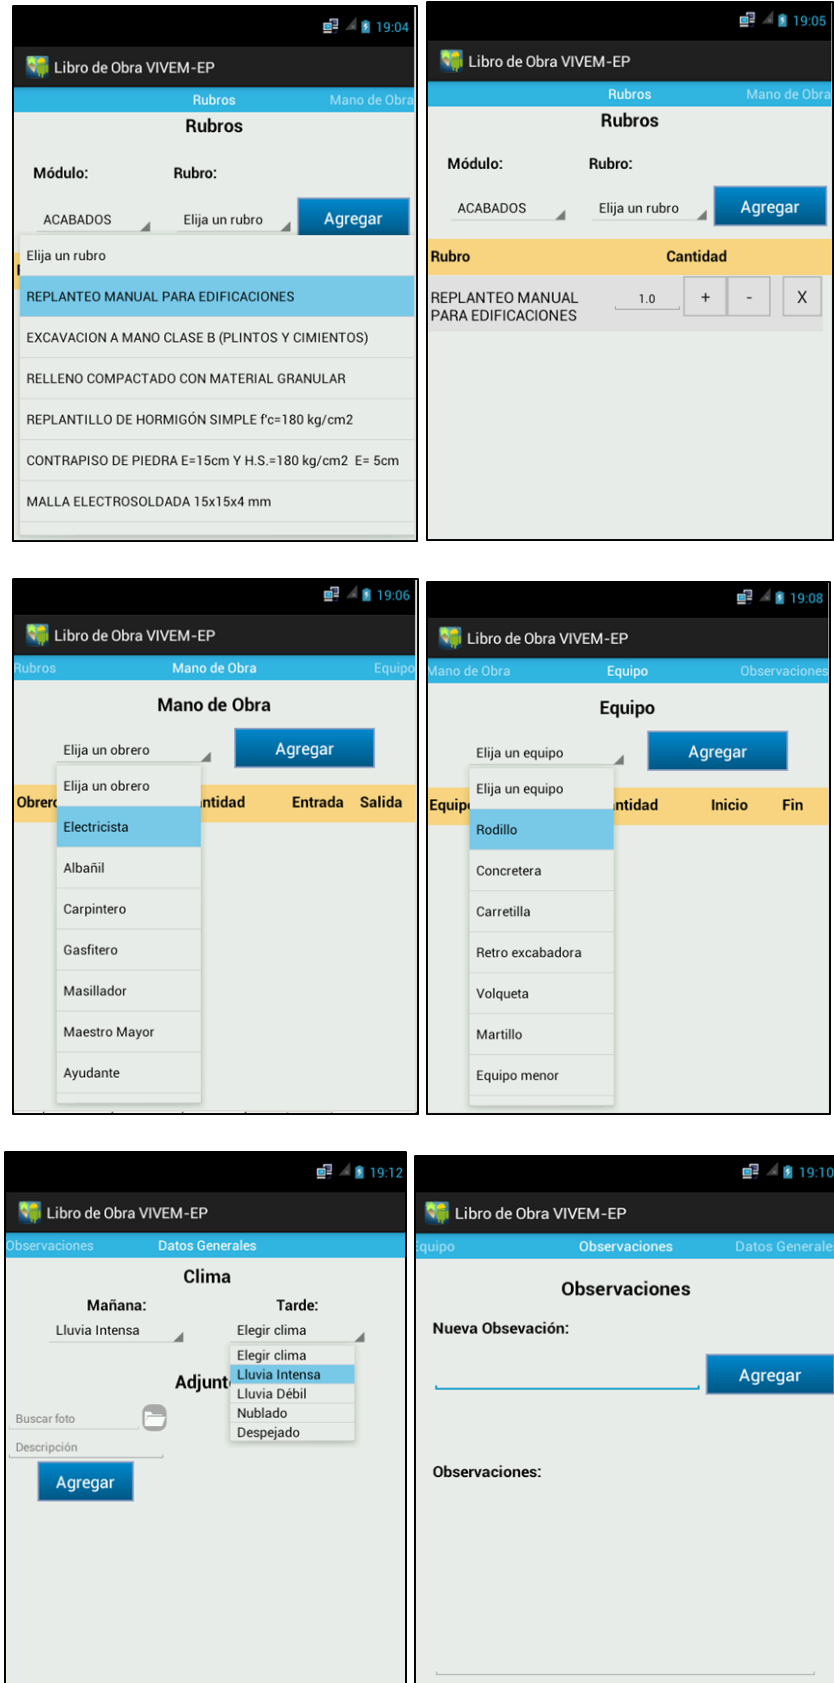 19:04
Libro de Obra VIVEM-EP
Rubros Mano de Obra
Rubros
Módulo: Rubro:
ACABADOS Elija un rubro Agregar
Elija un rubro
REPLANTEO MANUAL PARA EDIFICACIONES
EXCAVACION A MANO CLASE B (PLINTOS Y CIMIENTOS)
RELLENO COMPACTADO CON MATERIAL GRANULAR
REPLANTILLO DE HORMIGÓN SIMPLE f'c=180 kg/cm2
CONTRAPISO DE PIEDRA E=15cm Y H.S.=180 kg/cm2 E= 5cm
MALLA ELECTROSOLDADA 15x15x4 mm
19:05
Libro de Obra VIVEM-EP
Rubros Mano de Obra
Rubros
Módulo: Rubro:
ACABADOS Elija un rubro Agregar
Rubro Cantidad
REPLANTEO MANUAL 1.0 + - X
PARA EDIFICACIONES
19:06
Libro de Obra VIVEM-EP
Rubros Mano de Obra Equipo
Mano de Obra
Elija un obrero Agregar
Elija un obrero
Obrero antidad Entrada Salida
Electricista
Albañil
Carpintero
Gasfitero
Masillador
Maestro Mayor
Ayudante
19:08
Libro de Obra VIVEM-EP
Mano de Obra Equipo Observaciones
Equipo
Elija un equipo Agregar
Elija un equipo
Equipo antidad Inicio Fin
Rodillo
Concretera
Carretilla
Retro excabadora
Volqueta
Martillo
Equipo menor
19:12
Libro de Obra VIVEM-EP
Observaciones Datos Generales
Clima
Mañana: Tarde:
Lluvia Intensa Elegir clima
Elegir clima
Lluvia Intensa
Adjunt Lluvia Débil
Nublado
Despejado
Buscar foto
Descripción
Agregar
19:10
Libro de Obra VIVEM-EP
Equipo Observaciones Datos Generale
Observaciones
Nueva Obsevación:
Agregar
Observaciones: